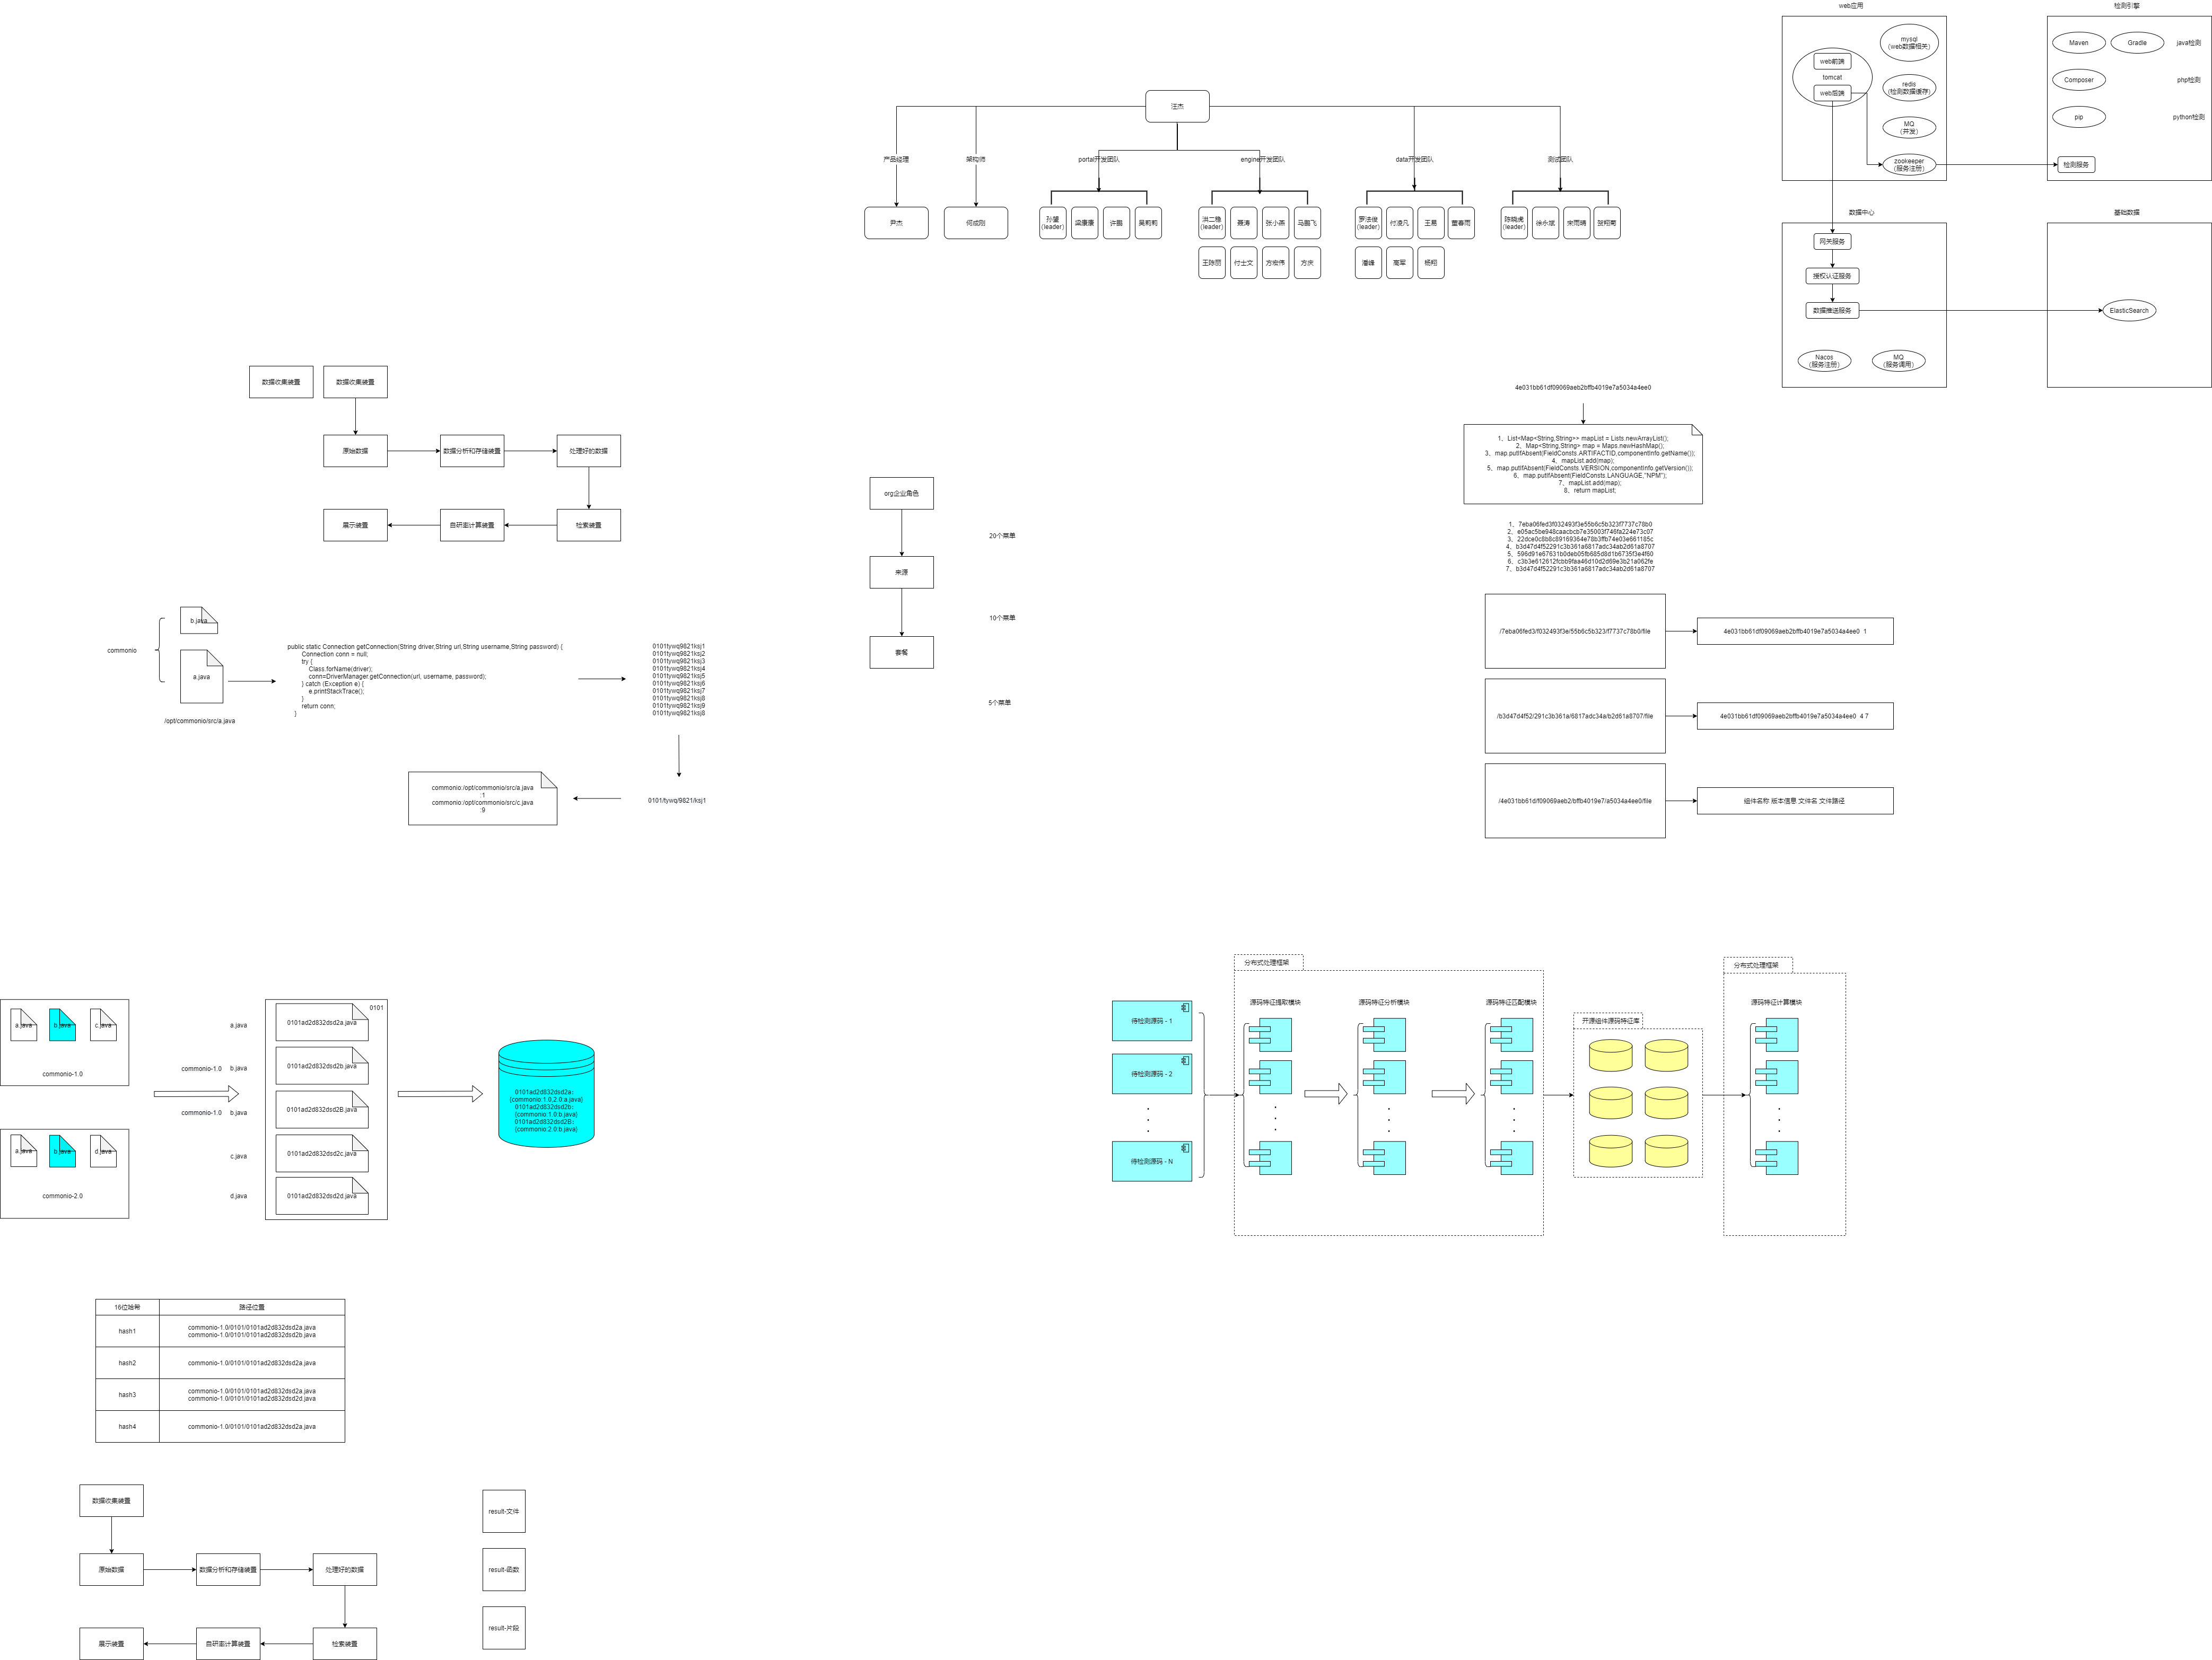 web应用
mysql
(web数据相关)
web前端
tomcat
web后端
redis
(检测数据缓存)
MQ
(开发)
zookeeper
(服务注册)
检测引擎
Maven
Gradle
java检测
Composer
php检测
pip
python检测
检测服务
数据中心
网关服务
授权认证服务
数据推送服务
Nacos
(服务注册)
MQ
(服务调用)
基础数据
ElasticSearch
汪杰
产品经理
架构师
portal开发团队
engine开发团队
data开发团队
测试团队
尹杰
何成刚
(leader)
梁康康
许鹏
吴莉莉
洪二稳
(leader)
聂涛
张小燕
马鹏飞
王陈丽
付士文
方宏伟
方庆
罗法俊
(leader)
付凌凡
王易
董春雨
潘峰
高军
杨翔
陈晓虎
(leader)
徐永斌
宋雨晴
贺翔菊
数据收集装置
数据收集装置
原始数据
数据分析和存储装置
处理好的数据
展示装置
自研率计算装置
检索装置
org企业角色
来源
套餐
20个菜单
10个菜单
5个菜单
4e031bb61df09069aeb2bffb4019e7a5034a4ee0
1、List<Map<String,String>> mapList = Lists.newArrayList();
2、Map<String,String> map = Maps.newHashMap();
3、map.putIfAbsent(FieldConsts.ARTIFACTID,componentInfo.getName());
4、mapList.add(map);
5、map.putIfAbsent(FieldConsts.VERSION,componentInfo.getVersion());
6、map.putIfAbsent(FieldConsts.LANGUAGE,"NPM");
7、mapList.add(map);
8、return mapList;
1、7eba06fed3f032493f3e55b6c5b323f7737c78b0
2、e05ac5be948caacbcb7e35003f746fa224e73c07
3、22dce0c8b8c89169364e78b3ffb74e03e661185c
4、b3d47d4f52291c3b361a6817adc34ab2d61a8707
5、596d91e67631b0deb05fb685d8d1b6735f3e4f60
6、c3b3e612612fcbb9faa46d10d2d69e3b21a062fe
7、b3d47d4f52291c3b361a6817adc34ab2d61a8707
/7eba06fed3/f032493f3e/55b6c5b323/f7737c78b0/file
4e031bb61df09069aeb2bffb4019e7a5034a4ee0 1
/b3d47d4f52/291c3b361a/6817adc34a/b2d61a8707/file
4e031bb61df09069aeb2bffb4019e7a5034a4ee0 4 7
/4e031bb61d/f09069aeb2/bffb4019e7/a5034a4ee0/file
组件名称 版本信息 文件名 文件路径
commonio
b.java
a.java
/opt/commonio/src/a.java
public static Connection getConnection(String driver,String url,String username,String password) {
Connection conn = null;
try {
Class.forName(driver);
conn=DriverManager.getConnection(url, username, password);
} catch (Exception e) {
e.printStackTrace();
}
return conn;
}
0101tywq9821ksj1
0101tywq9821ksj2
0101tywq9821ksj3
0101tywq9821ksj4
0101tywq9821ksj5
0101tywq9821ksj6
0101tywq9821ksj7
0101tywq9821ksj8
0101tywq9821ksj9
0101tywq9821ksj8
0101/tywq/9821/ksj1
commonio:/opt/commonio/src/a.java
:1
commonio:/opt/commonio/src/c.java
:9
a.java
b.java
c.java
commonio-1.0
a.java
b.java
d.java
commonio-2.0
a.java
commonio-1.0 b.java
commonio-1.0 b.java
c.java
d.java
0101
0101ad2d832dsd2a.java
0101ad2d832dsd2b.java
0101ad2d832dsd2B.java
0101ad2d832dsd2c.java
0101ad2d832dsd2d.java
0101ad2d832dsd2a:
{commonio:1.0,2.0:a.java}
0101ad2d832dsd2b:
{commonio:1.0:b.java}
0101ad2d832dsd2B:
{commonio:2.0:b.java}
待检测源码 - 1
待检测源码 - 2
待检测源码 - N
分布式处理框架
源码特征提取模块
源码特征分析模块
源码特征匹配模块
开源组件源码特征库
分布式处理框架
源码特征计算模块
16位哈希
路径位置
hash1
commonio-1.0/0101/0101ad2d832dsd2a.java
commonio-1.0/0101/0101ad2d832dsd2b.java
hash2
commonio-1.0/0101/0101ad2d832dsd2a.java
hash3
commonio-1.0/0101/0101ad2d832dsd2a.java
commonio-1.0/0101/0101ad2d832dsd2d.java
hash4
commonio-1.0/0101/0101ad2d832dsd2a.java
数据收集装置
原始数据
数据分析和存储装置
处理好的数据
展示装置
自研率计算装置
检索装置
result-文件
result-函数
result-片段